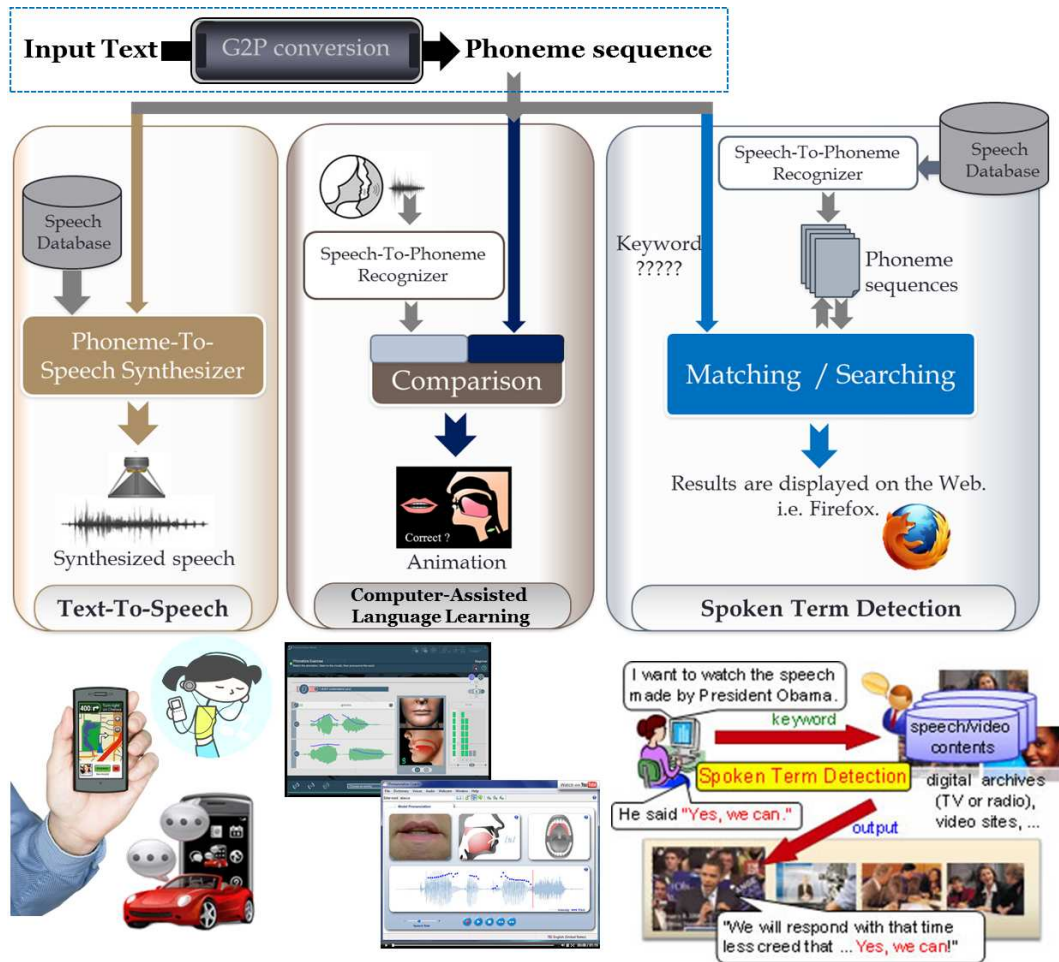 Input Text
G2P conversion
Phoneme sequence
Speech
Database
Phoneme-To-
Speech Synthesizer
Synthesized speech
Text-To-Speech
Speech-To-Phoneme
Recognizer
Comparison
Correct ?
Animation
Computer-Assisted
Language Learning
Speech-To-Phoneme
Recognizer
Speech
Database
Keyword
?????
Phoneme
sequences
Matching / Searching
Results are displayed on the Web.
i.e. Firefox.
Spoken Term Detection
400
Watch on YouTube
I want to watch the speech
made by President Obama.
keyword
speech/video
contents
Spoken Term Detection
digital archives
(TV or radio),
video sites, ...
He said "Yes, we can."
output
"We will respond with that time
less creed that ... Yes, we can!"